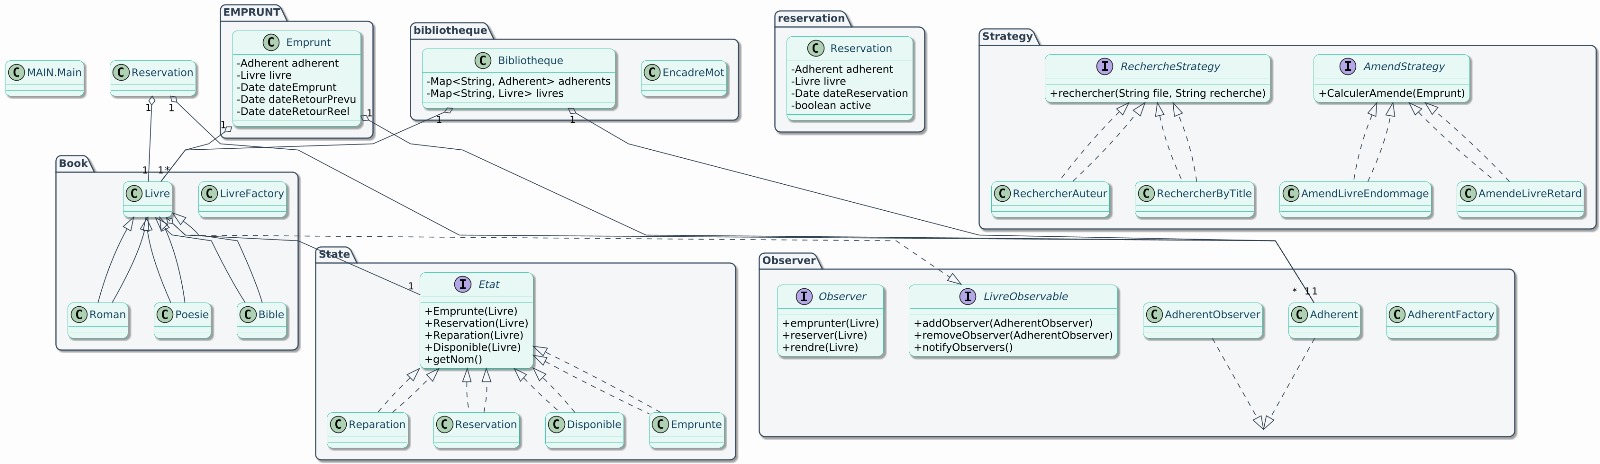 EMPRUNT
C Emprunt
-Adherent adherent
-Livre livre
-Date dateEmprunt
-Date dateRetourPrevu
-Date dateRetourReel
bibliotheque
C Bibliotheque
-Map<String, Adherent> adherents
-Map<String, Livre> livres
C EncadreMot
reservation
C Reservation
-Adherent adherent
-Livre livre
-Date dateReservation
-boolean active
Strategy
I RechercheStrategy
+rechercher(String file, String recherche)
I AmendStrategy
+CalculerAmende(Emprunt)
C RechercherAuteur
C RechercherByTitle
C AmendLivreEndommage
C AmendeLivreRetard
C MAIN.Main
C Reservation
1
1
1
1
1
1
Book
1
1*
C Livre
C LivreFactory
C Roman
C Poesie
C Bible
State
1
I Etat
+Emprunte(Livre)
+Reservation(Livre)
+Reparation(Livre)
+Disponible(Livre)
+getNom()
C Reparation
C Reservation
C Disponible
C Emprunte
Observer
I Observer
+emprunter(Livre)
+reserver(Livre)
+rendre(Livre)
I LivreObservable
+addObserver(AdherentObserver)
+removeObserver(AdherentObserver)
+notifyObservers()
C AdherentObserver
* 11
C Adherent
C AdherentFactory